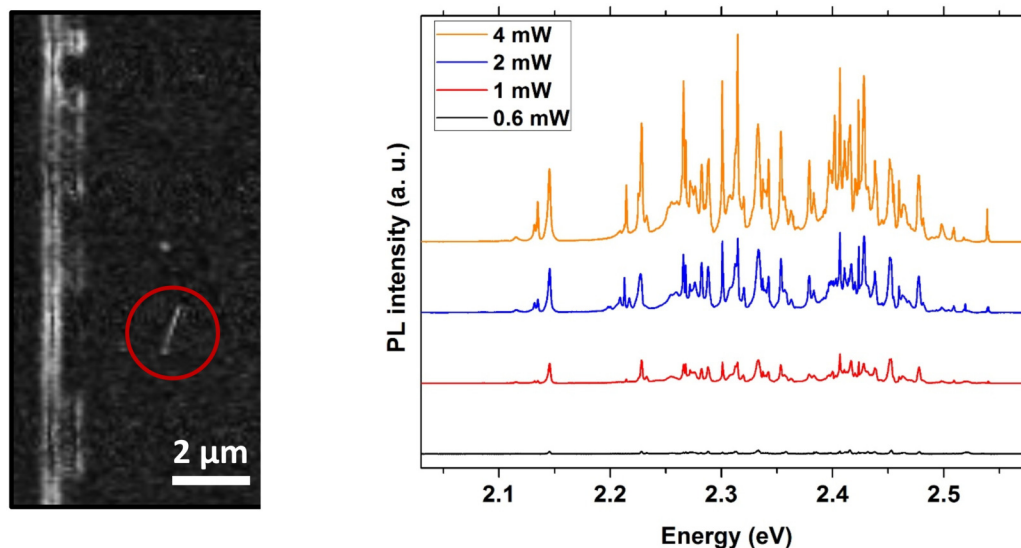 2 μm
4 mW
2 mW
1 mW
0.6 mW
PL intensity (a. u.)
2.1 2.2 2.3 2.4 2.5
Energy (eV)